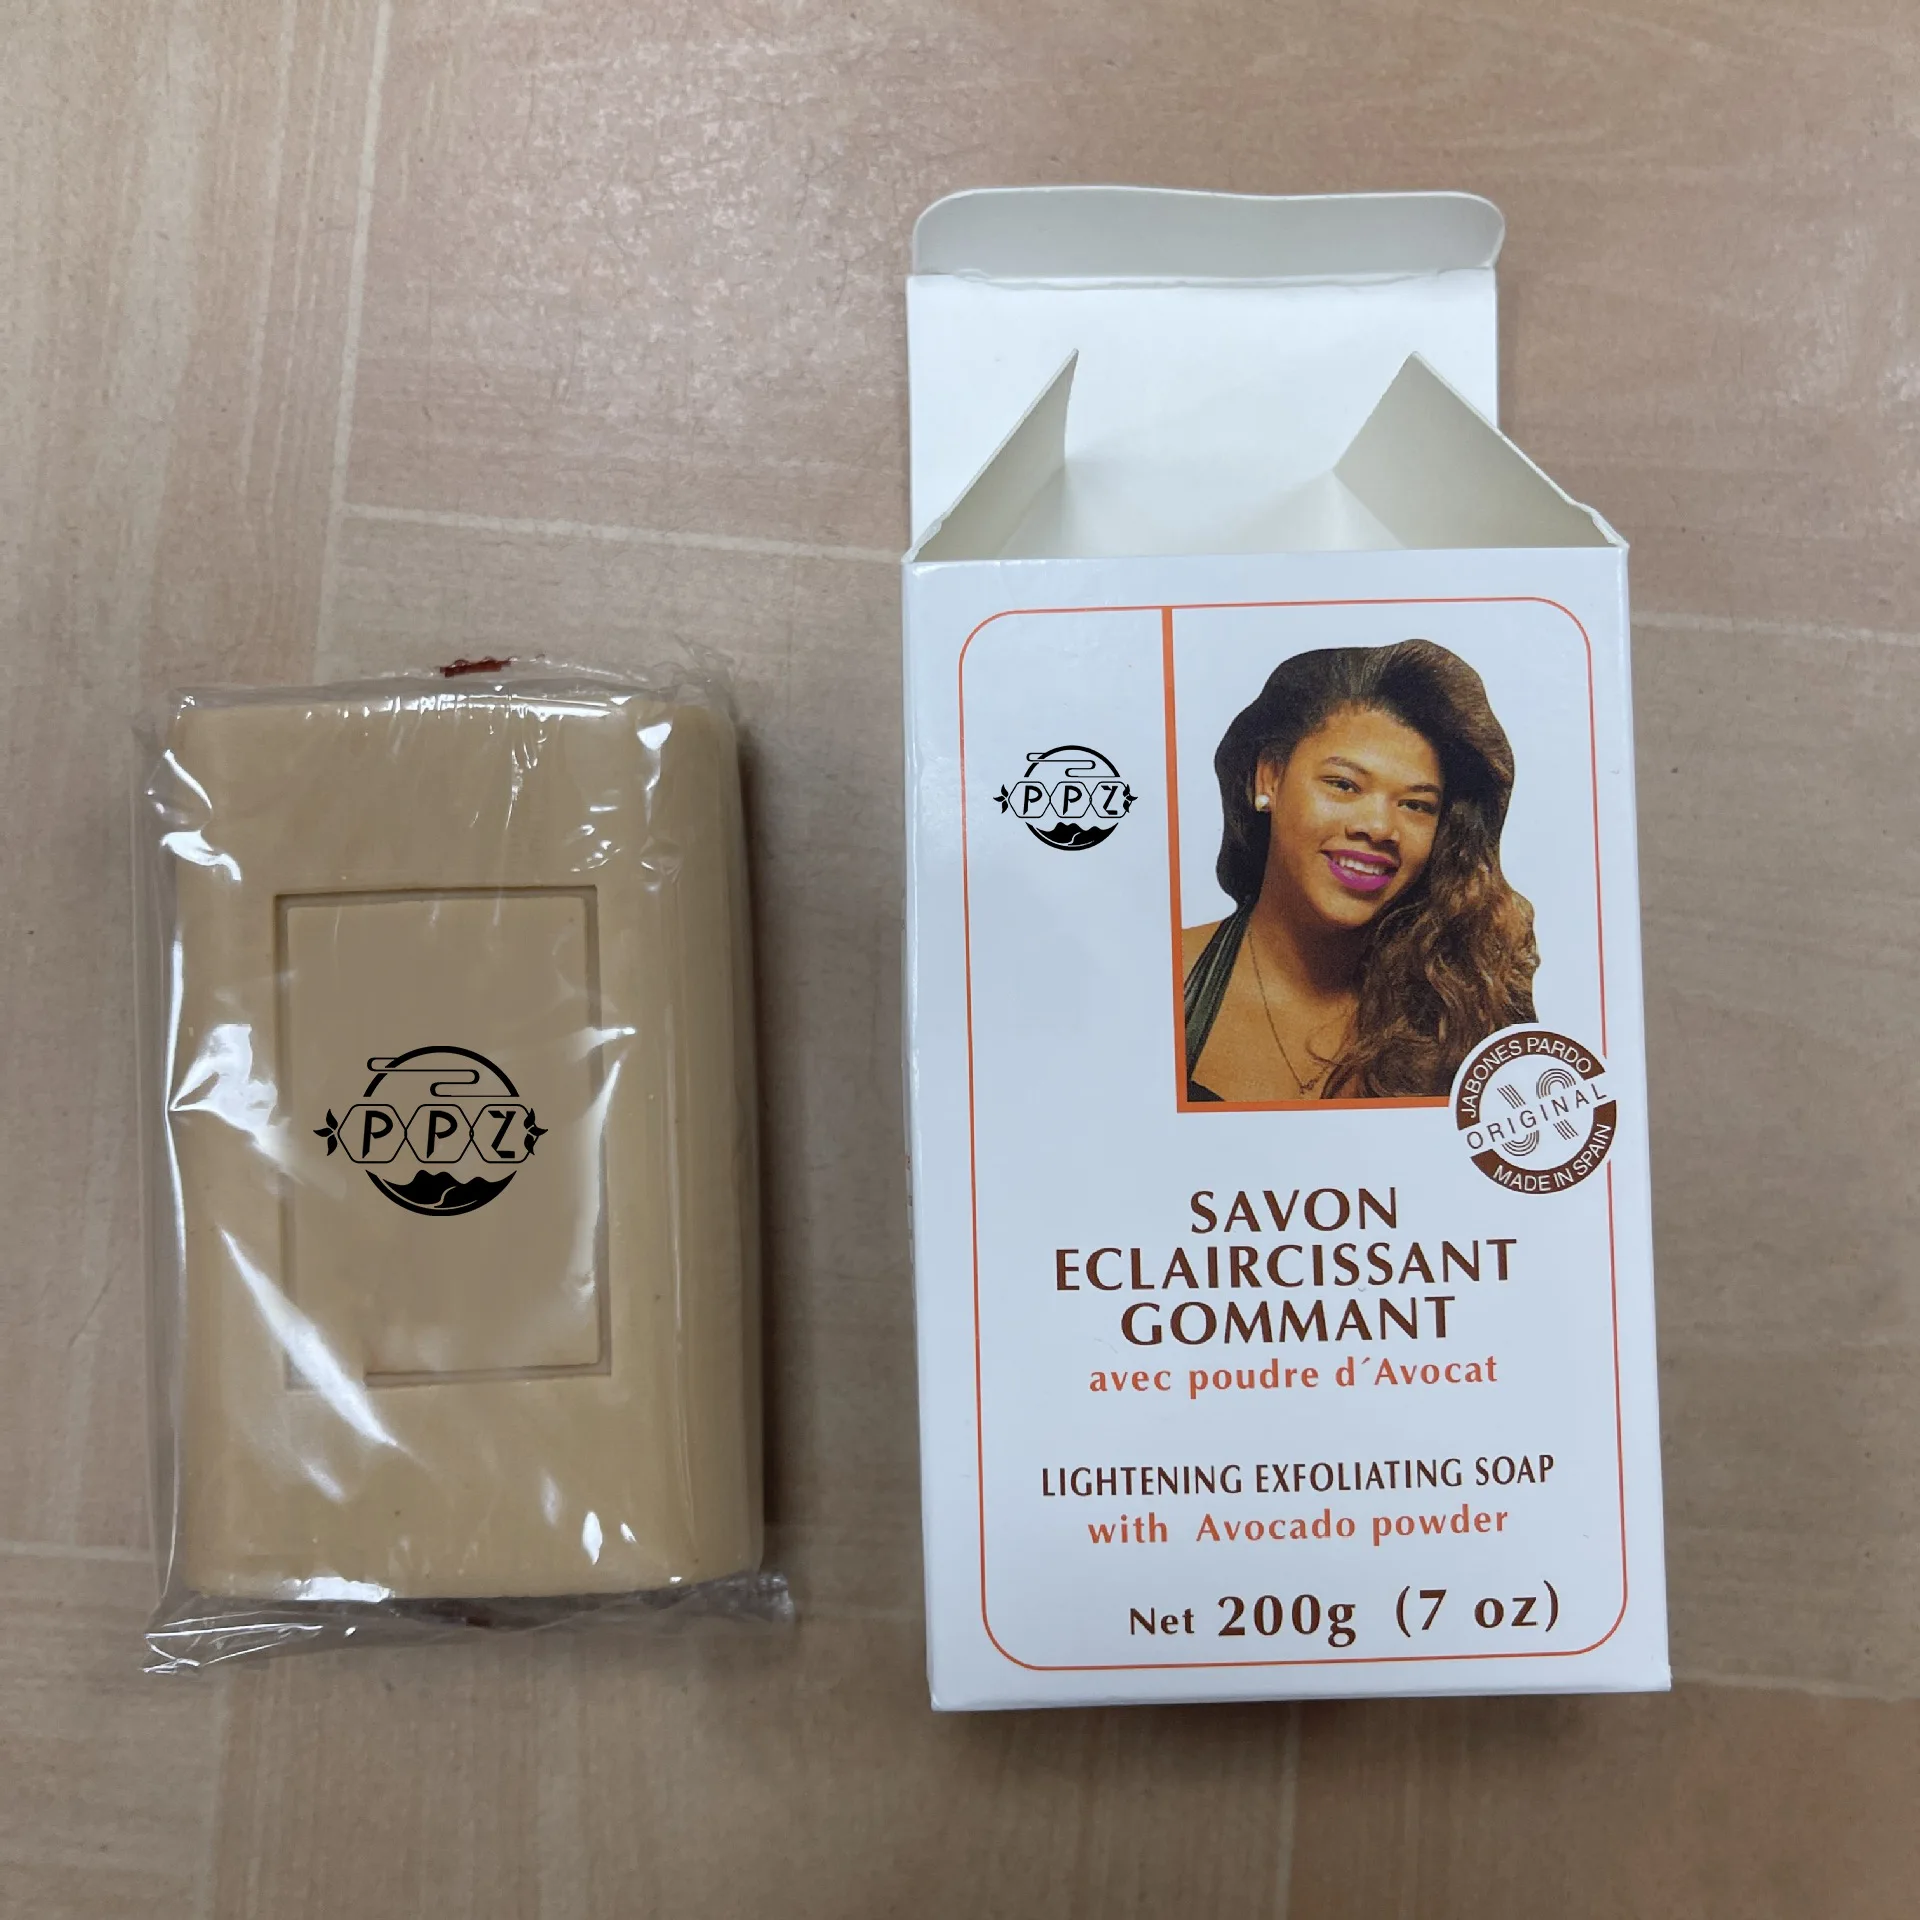 PPZ
PPZ
JABONES PARDO
ORIGINAL
MADE IN SPAIN
SAVON
ECLAIRCISSANT
GOMMANT
avec poudre d´Avocat
LIGHTENING EXFOLIATING SOAP
with Avocado powder
Net 200g (7 oz)